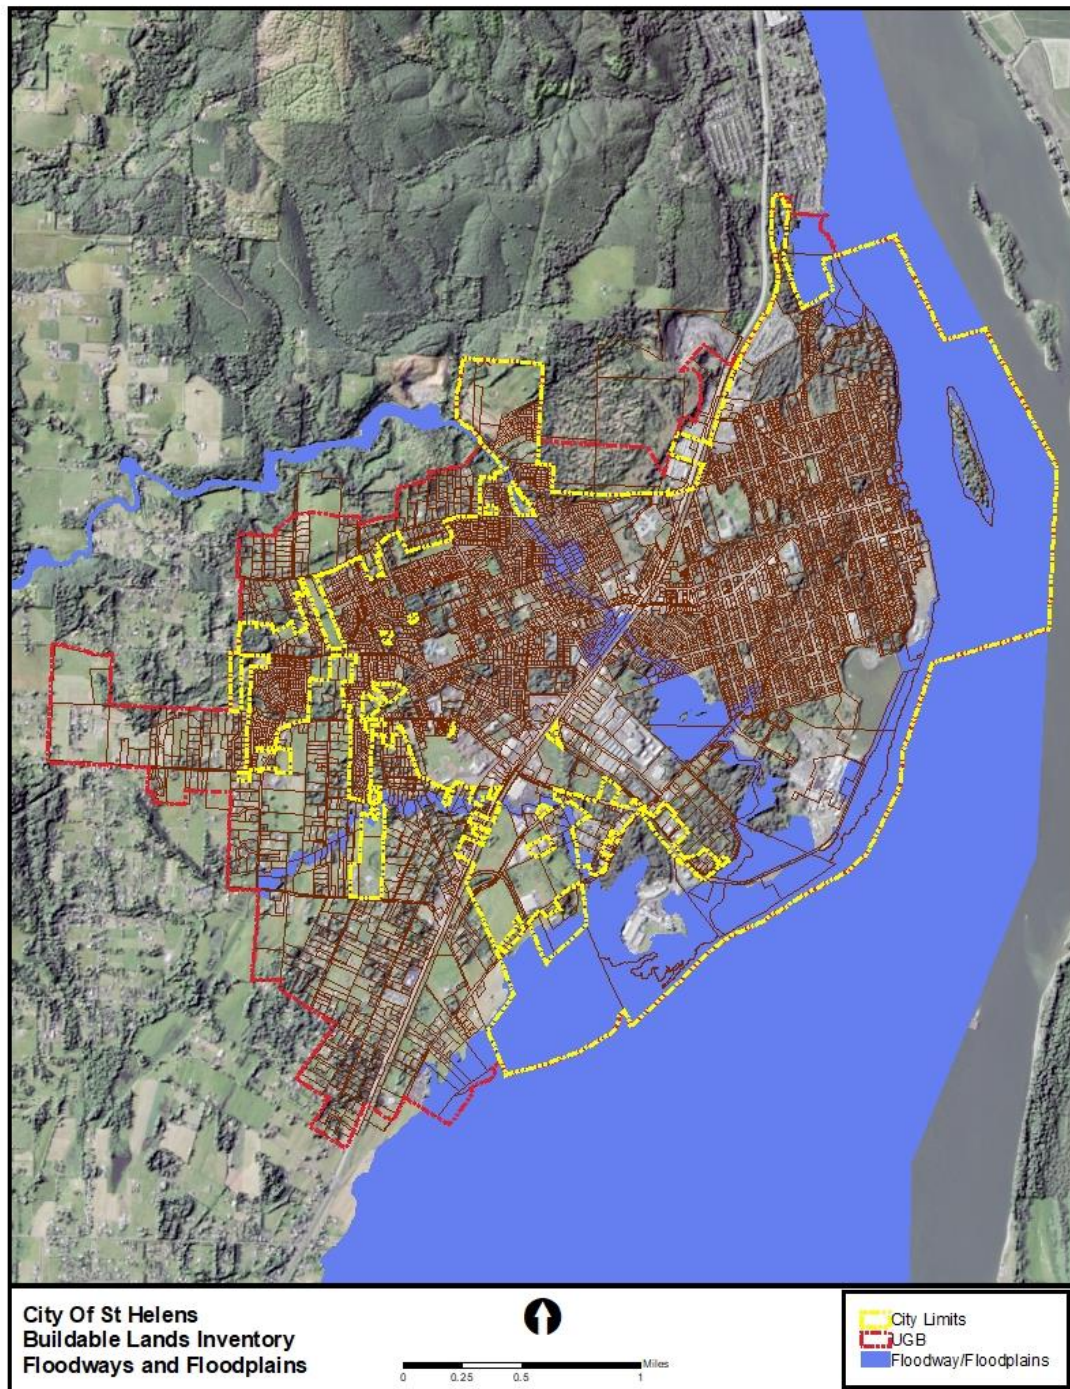 City Of St Helens
Buildable Lands Inventory
Floodways and Floodplains
Miles
0 0.25 0.5 1
City Limits
UGB
Floodway/Floodplains